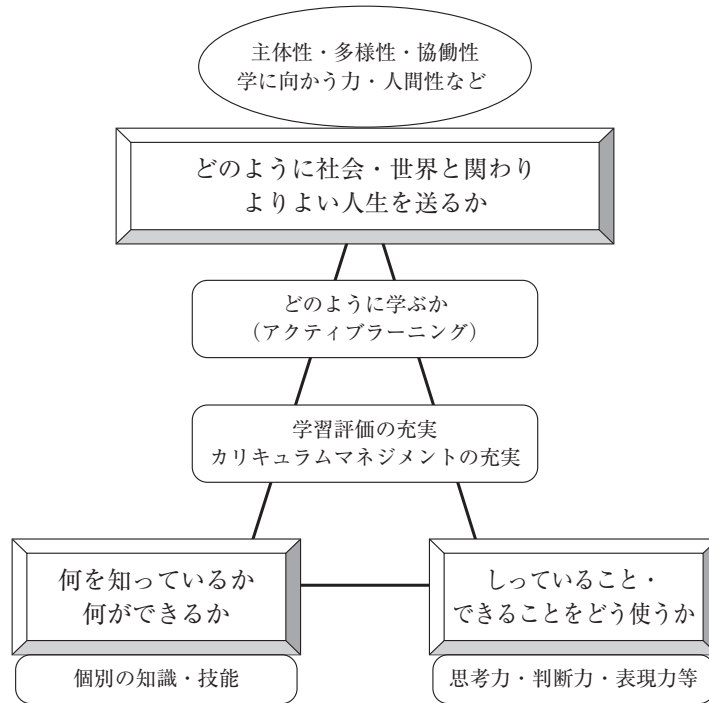 主体性・多様性・協働性
学に向かう力・人間性など
どのように社会・世界と関わり
よりよい人生を送るか
どのように学ぶか
（アクティブラーニング）
学習評価の充実
カリキュラムマネジメントの充実
何を知っているか
何ができるか
個別の知識・技能
しっていること・
できることをどう使うか
思考力・判断力・表現力等